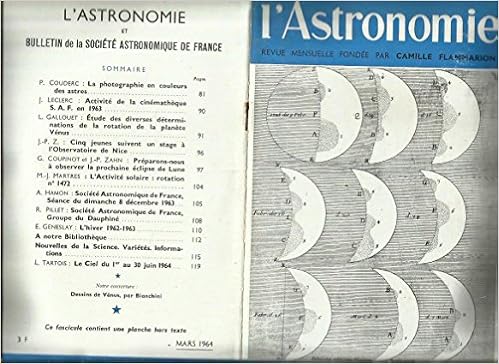 L'ASTRONOMIE
ET
BULLETIN de la SOCIÉTÉ ASTRONOMIQUE DE FRANCE
SOMMAIRE
Pages
P. COUDERC : La photographie en couleurs
des astres 81
J. LECLERC : Activité de la cinémathèque
S. A. F. en 1963 90
L. GALLOUET : Étude des diverses détermi-
nations de la rotation de la planète
Vénus 91
J.-P. Z. : Cinq jeunes suivent un stage à
l'Observatoire de Nice 96
G. COUPINOT et J.-P. ZAHN : Préparons-nous
à observer la prochaine éclipse de Lune 97
M.-J. MARTRES : L'Activité solaire : rotation
n° 1472 104
A. HAMON : Société Astronomique de France,
Séance du dimanche 8 décembre 1963 105
R. PILLET : Société Astronomique de France,
Groupe du Dauphiné 108
E. GENESLAY : L'hiver 1962-1963 110
A notre Bibliothèque 112
Nouvelles de la Science. Variétés. Informa-
tions 115
L. TARTOIS : Le Ciel du 1er au 30 juin 1964 119
Notre couverture :
Dessins de Vénus, par Bianchini
Ce fascicule contient une planche hors texte
3 F
MARS 1964
l'Astronomie
REVUE MENSUELLE FONDÉE PAR CAMILLE FLAMMARION